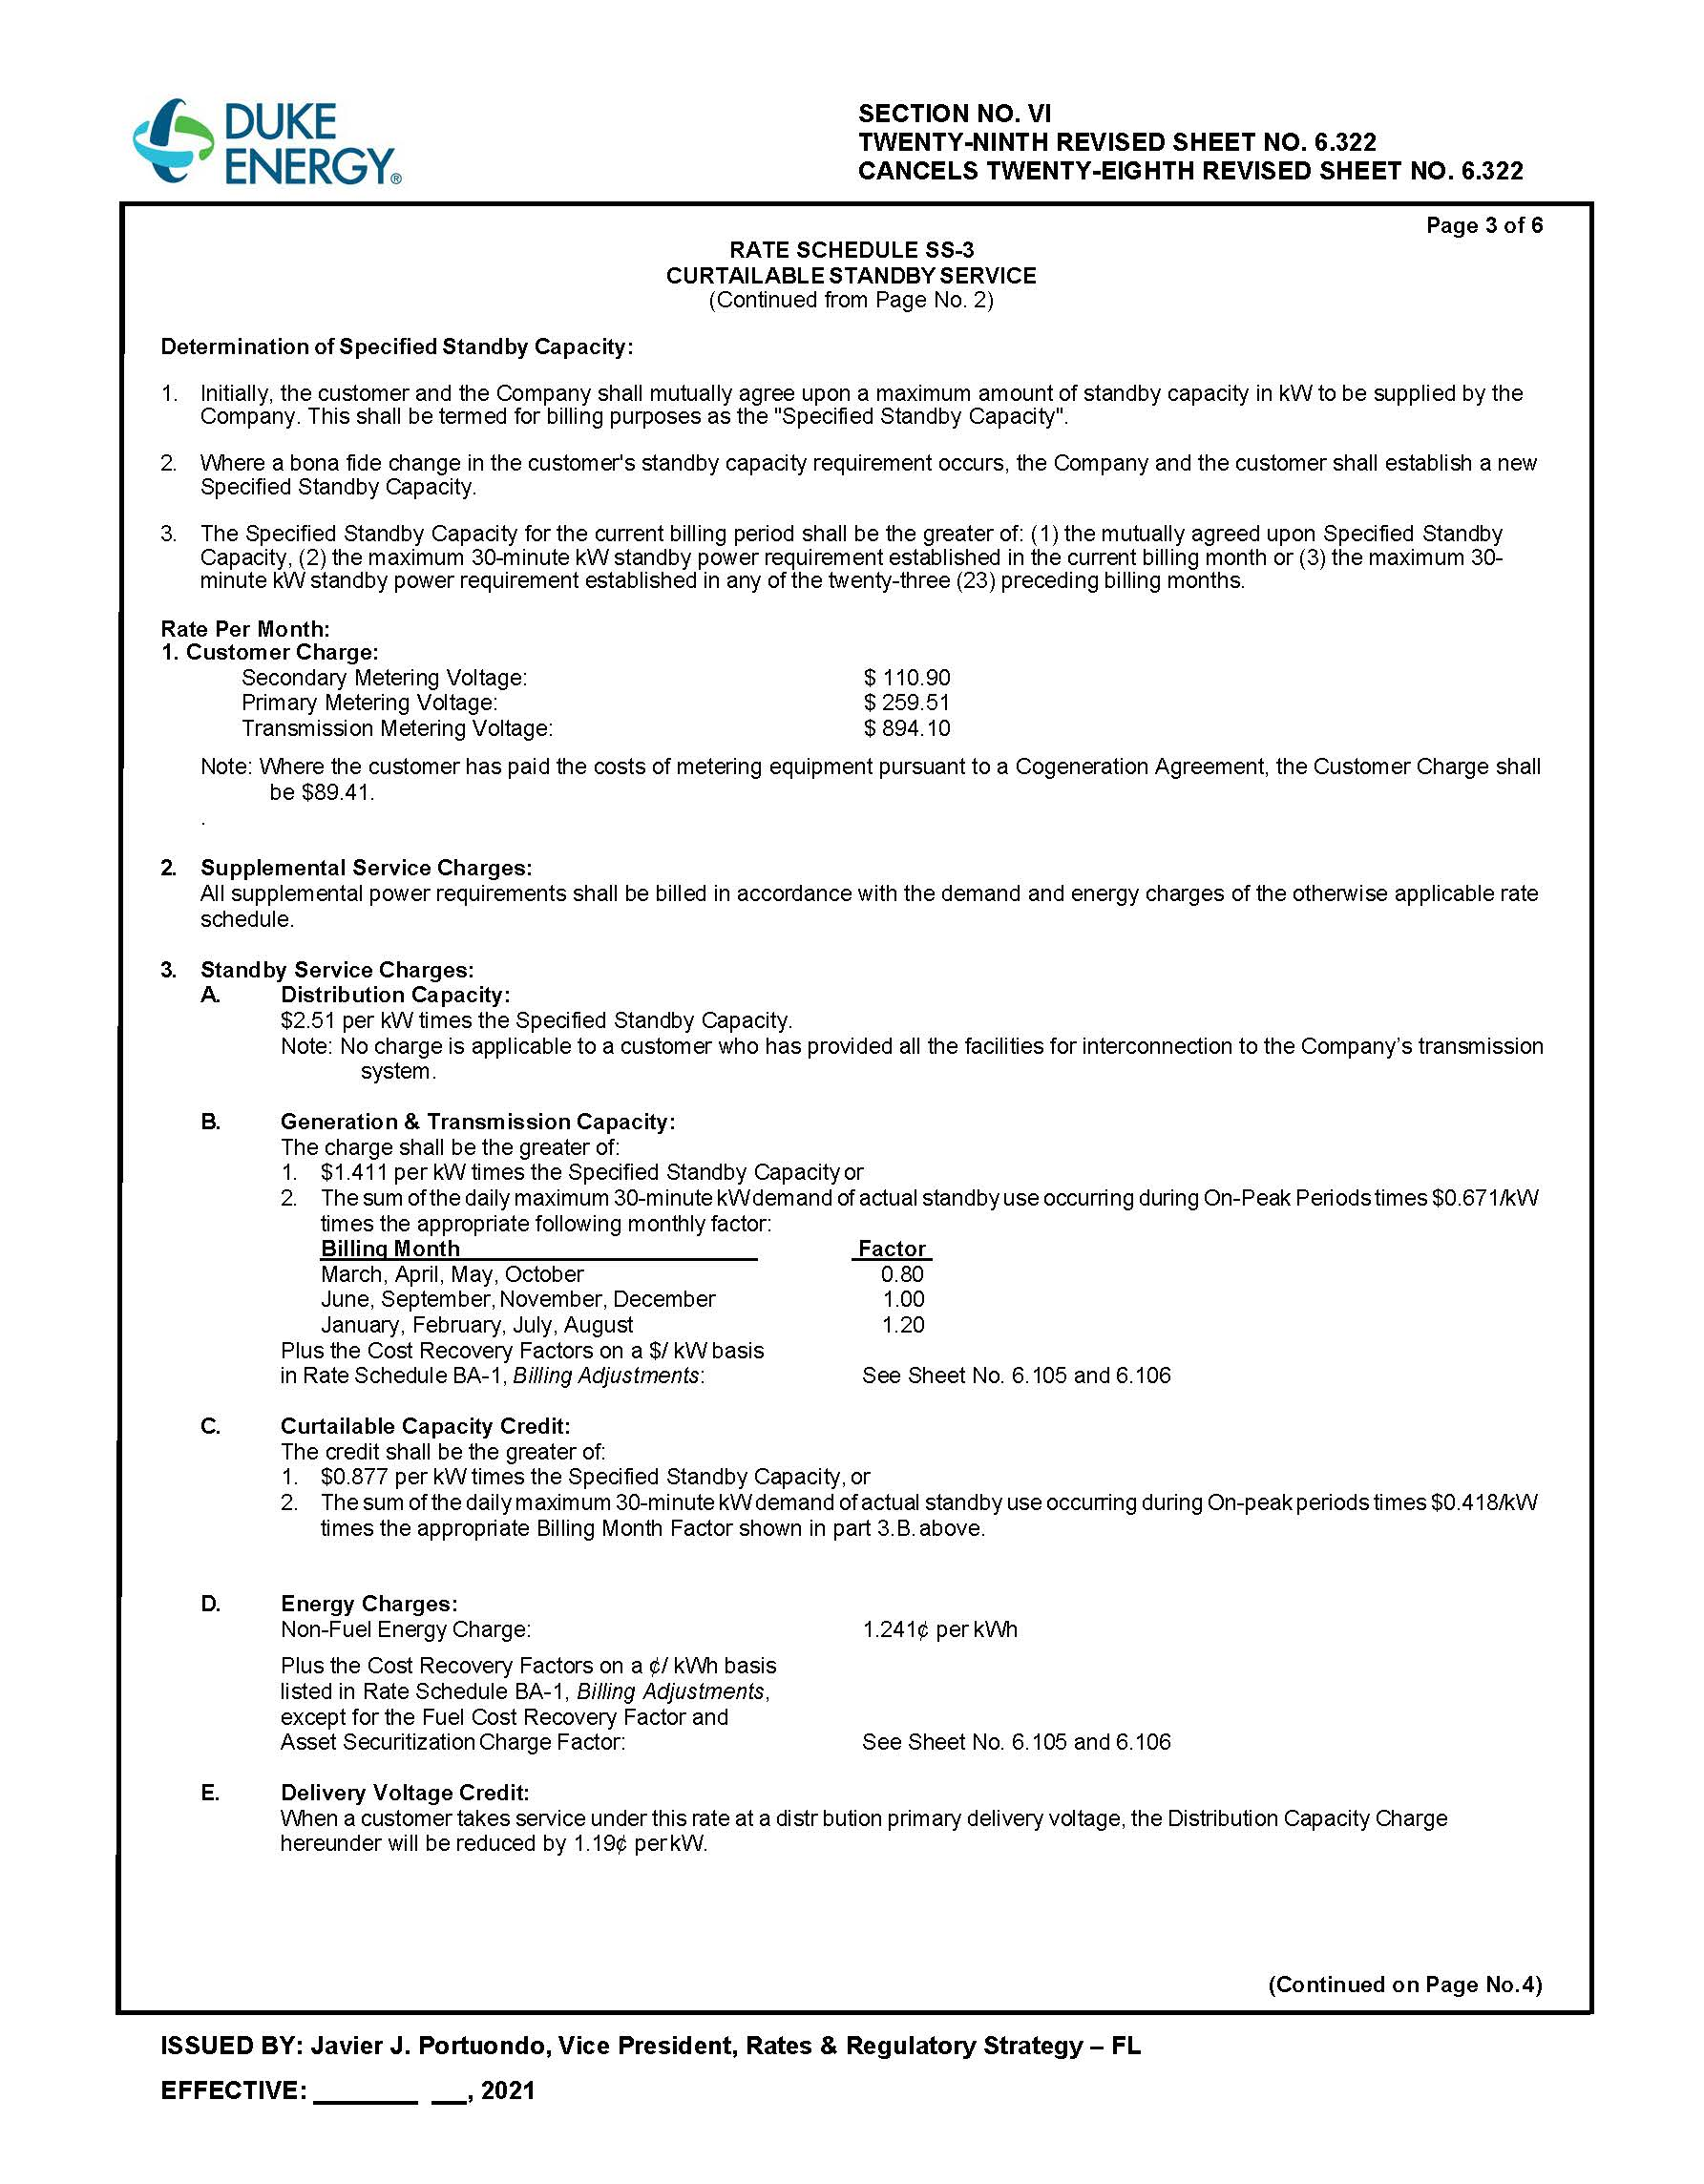 DUKE
ENERGY®
SECTION NO. VI
TWENTY-NINTH REVISED SHEET NO. 6.322
CANCELS TWENTY-EIGHTH REVISED SHEET NO. 6.322
Page 3 of 6
RATE SCHEDULE SS-3
CURTAILABLE STANDBY SERVICE
(Continued from Page No. 2)
Determination of Specified Standby Capacity:
1. Initially, the customer and the Company shall mutually agree upon a maximum amount of standby capacity in kW to be supplied by the
Company. This shall be termed for billing purposes as the "Specified Standby Capacity".
2. Where a bona fide change in the customer's standby capacity requirement occurs, the Company and the customer shall establish a new
Specified Standby Capacity.
3. The Specified Standby Capacity for the current billing period shall be the greater of: (1) the mutually agreed upon Specified Standby
Capacity, (2) the maximum 30-minute kW standby power requirement established in the current billing month or (3) the maximum 30-
minute kW standby power requirement established in any of the twenty-three (23) preceding billing months.
Rate Per Month:
1. Customer Charge:
Secondary Metering Voltage: $ 110.90
Primary Metering Voltage: $ 259.51
Transmission Metering Voltage: $ 894.10
Note: Where the customer has paid the costs of metering equipment pursuant to a Cogeneration Agreement, the Customer Charge shall
be $89.41.
.
2. Supplemental Service Charges:
All supplemental power requirements shall be billed in accordance with the demand and energy charges of the otherwise applicable rate
schedule.
3. Standby Service Charges:
A. Distribution Capacity:
$2.51 per kW times the Specified Standby Capacity.
Note: No charge is applicable to a customer who has provided all the facilities for interconnection to the Company's transmission
system.
B. Generation & Transmission Capacity:
The charge shall be the greater of:
1. $1.411 per kW times the Specified Standby Capacity or
2. The sum of the daily maximum 30-minute kW demand of actual standby use occurring during On-Peak Periods times $0.671/kW
times the appropriate following monthly factor:
Billing Month Factor
March, April, May, October 0.80
June, September, November, December 1.00
January, February, July, August 1.20
Plus the Cost Recovery Factors on a $/ kW basis
in Rate Schedule BA-1, Billing Adjustments: See Sheet No. 6.105 and 6.106
C. Curtailable Capacity Credit:
The credit shall be the greater of:
1. $0.877 per kW times the Specified Standby Capacity, or
2. The sum of the daily maximum 30-minute kW demand of actual standby use occurring during On-peak periods times $0.418/kW
times the appropriate Billing Month Factor shown in part 3.B. above.
D. Energy Charges:
Non-Fuel Energy Charge: 1.241¢ per kWh
Plus the Cost Recovery Factors on a ¢/ kWh basis
listed in Rate Schedule BA-1, Billing Adjustments,
except for the Fuel Cost Recovery Factor and
Asset Securitization Charge Factor: See Sheet No. 6.105 and 6.106
E. Delivery Voltage Credit:
When a customer takes service under this rate at a distr bution primary delivery voltage, the Distribution Capacity Charge
hereunder will be reduced by 1.19¢ per kW.
(Continued on Page No.4)
ISSUED BY: Javier J. Portuondo, Vice President, Rates & Regulatory Strategy – FL
EFFECTIVE: ________ ___, 2021